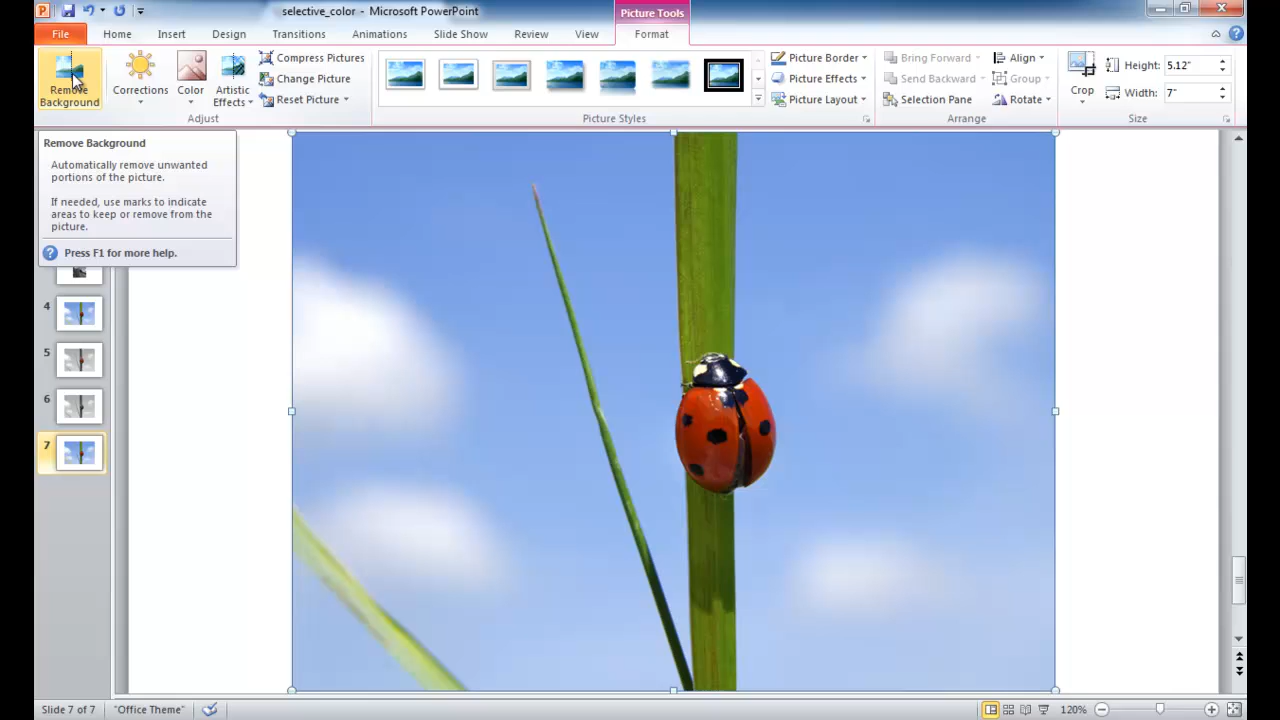 selective_color - Microsoft PowerPoint
Picture Tools
File Home Insert Design Transitions Animations Slide Show Review View Format
Remove Background
Corrections
Color
Artistic Effects
Compress Pictures
Change Picture
Reset Picture
Adjust
Picture Styles
Picture Border
Picture Effects
Picture Layout
Bring Forward
Send Backward
Selection Pane
Align
Group
Rotate
Arrange
Crop
Height: 5.12"
Width: 7"
Size
Remove Background
Automatically remove unwanted
portions of the picture.
If needed, use marks to indicate
areas to keep or remove from the
picture.
Press F1 for more help.
4
5
6
7
Slide 7 of 7 "Office Theme" 120%